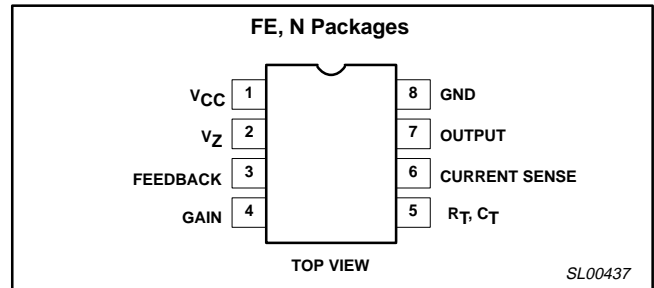 FE, N Packages
VCC 1
8 GND
VZ 2
7 OUTPUT
FEEDBACK 3
6 CURRENT SENSE
GAIN 4
5 RT, CT
TOP VIEW
SL00437